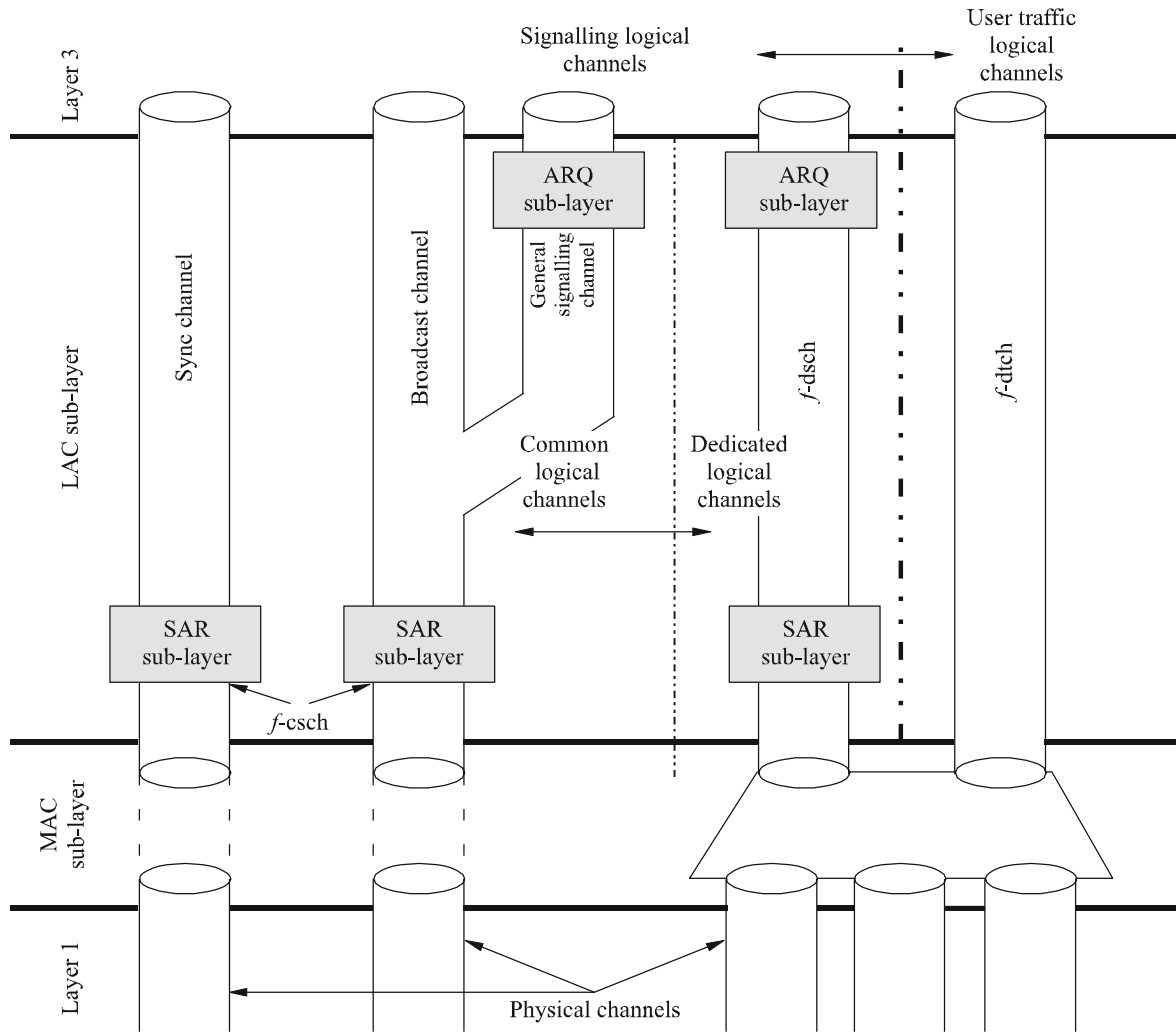 Layer 3
Signalling logical
channels
User traffic
logical
channels
LAC sub-layer
Sync channel
Broadcast channel
ARQ
sub-layer
General
signalling
channel
ARQ
sub-layer
f-dsch
f-dtch
Common
logical
channels
Dedicated
logical
channels
SAR
sub-layer
SAR
sub-layer
SAR
sub-layer
f-csch
MAC
sub-layer
Layer 1
Physical channels